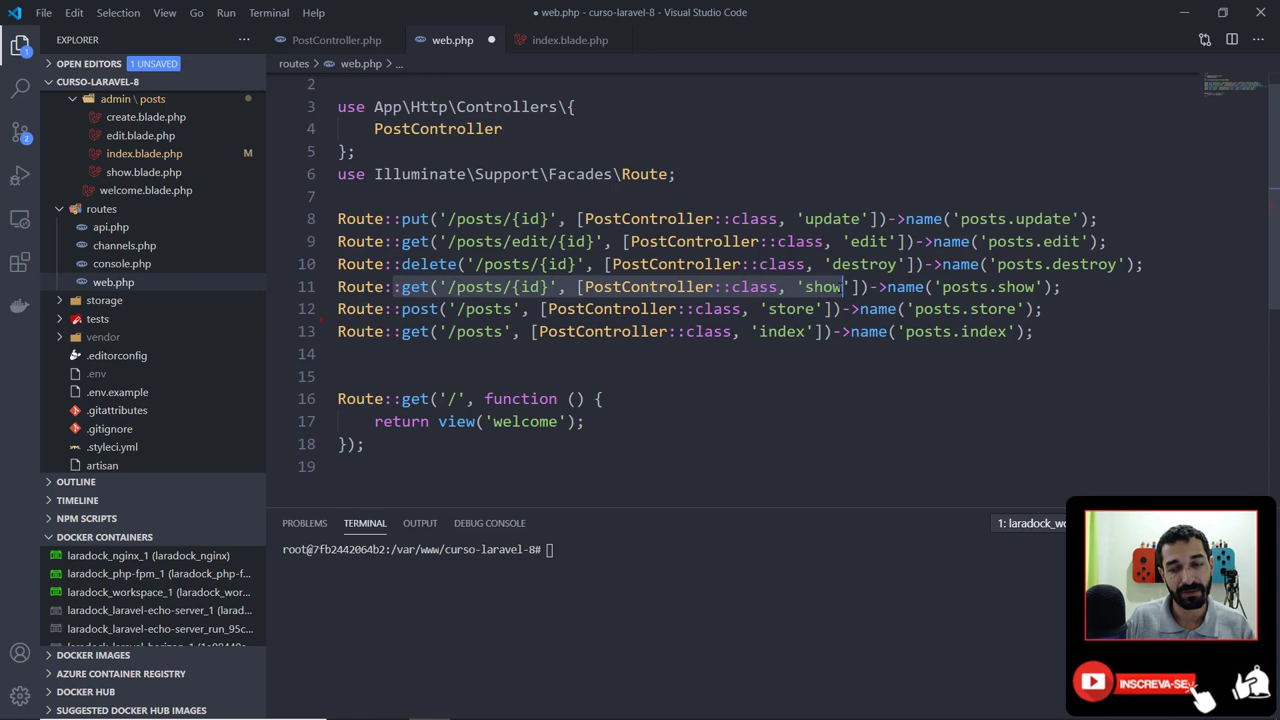 File Edit Selection View Go Run Terminal Help
● web.php - curso-laravel-8 - Visual Studio Code
EXPLORER
PostController.php
web.php
index.blade.php
OPEN EDITORS 1 UNSAVED
routes > web.php > ...
CURSO-LARAVEL-8
admin \ posts
create.blade.php
edit.blade.php
index.blade.php M
show.blade.php
welcome.blade.php
routes
api.php
channels.php
console.php
web.php
storage
tests
vendor
.editorconfig
.env
.env.example
.gitattributes
.gitignore
.styleci.yml
artisan
OUTLINE
TIMELINE
NPM SCRIPTS
DOCKER CONTAINERS
laradock_nginx_1 (laradock_nginx)
laradock_php-fpm_1 (laradock_php-f...
laradock_workspace_1 (laradock_wor...
laradock_laravel-echo-server_1 (larad...
laradock_laravel-echo-server_run_95c...
DOCKER IMAGES
AZURE CONTAINER REGISTRY
DOCKER HUB
SUGGESTED DOCKER HUB IMAGES
2
3 use App\Http\Controllers\{
4 PostController
5 };
6 use Illuminate\Support\Facades\Route;
7
8 Route::put('/posts/{id}', [PostController::class, 'update'])->name('posts.update');
9 Route::get('/posts/edit/{id}', [PostController::class, 'edit'])->name('posts.edit');
10 Route::delete('/posts/{id}', [PostController::class, 'destroy'])->name('posts.destroy');
11 Route::get('/posts/{id}', [PostController::class, 'show'])->name('posts.show');
12 Route::post('/posts', [PostController::class, 'store'])->name('posts.store');
13 Route::get('/posts', [PostController::class, 'index'])->name('posts.index');
14
15
16 Route::get('/', function () {
17 return view('welcome');
18 });
19
PROBLEMS TERMINAL OUTPUT DEBUG CONSOLE
1: laradock_wo
root@7fb2442064b2:/var/www/curso-laravel-8#
INSCREVA-SE
1
2